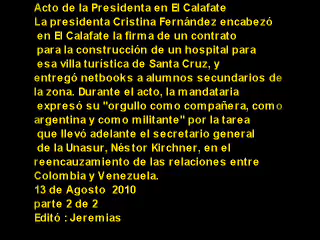 Acto de la Presidenta en El Calafate
La presidenta Cristina Fernández encabezó
en El Calafate la firma de un contrato
para la construcción de un hospital para
esa villa turística de Santa Cruz, y
entregó netbooks a alumnos secundarios de
la zona. Durante el acto, la mandataria
expresó su "orgullo como compañera, como
argentina y como militante" por la tarea
que llevó adelante el secretario general
de la Unasur, Néstor Kirchner, en el
reencauzamiento de las relaciones entre
Colombia y Venezuela.
13 de Agosto  2010
parte 2 de 2
Editó : Jeremias